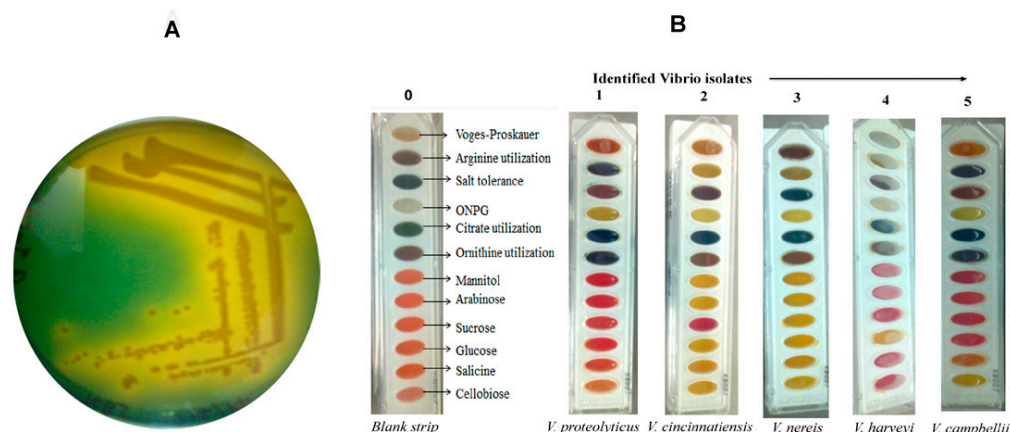 A
B
Identified Vibrio isolates
0
1
2
3
4
5
Voges-Proskauer
Arginine utilization
Salt tolerance
ONPG
Citrate utilization
Ornithine utilization
Mannitol
Arabinose
Sucrose
Glucose
Salicine
Cellobiose
Blank strip
V. proteolyticus
V. cincinnatiensis
V. nereis
V. harveyi
V. campbellii